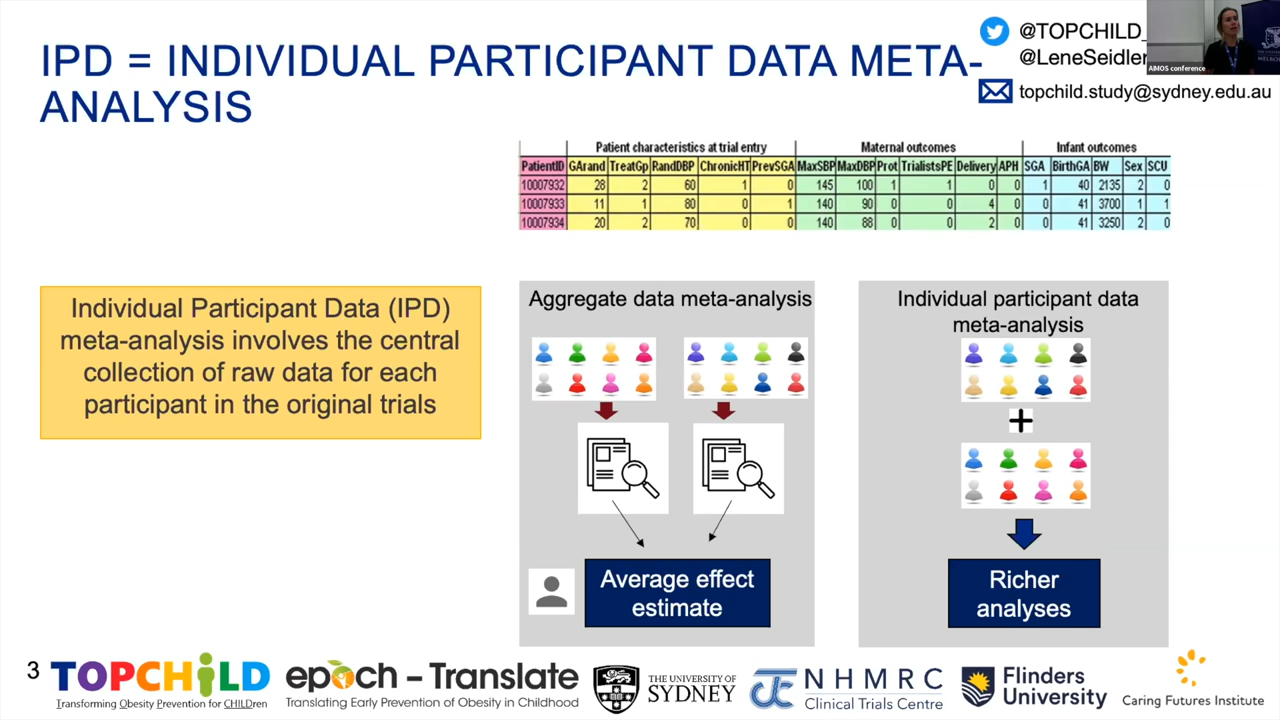 IPD = INDIVIDUAL PARTICIPANT DATA META-
ANALYSIS
@TOPCHILD_
@LeneSeidler
topchild.study@sydney.edu.au
AIMOS conference
Patient characteristics at trial entry Maternal outcomes Infant outcomes
PatientID GArand TreatGp RandDBP ChronicHT PrevSGA MaxSBP MaxDBP Prot TrialistsPE Delivery APH SGA BirthGA BW Sex SCU
10007932 28 2 60 1 0 145 100 1 1 0 0 1 40 2135 2 0
10007933 11 1 80 0 1 140 90 0 0 4 0 0 41 3700 1 1
10007934 20 2 70 0 0 140 88 0 0 2 0 0 41 3250 2 0
Individual Participant Data (IPD)
meta-analysis involves the central
collection of raw data for each
participant in the original trials
Aggregate data meta-analysis
Average effect
estimate
Individual participant data
meta-analysis
+
Richer
analyses
3
TOPCHILD
Transforming Obesity Prevention for CHILDren
epoch – Translate
Translating Early Prevention of Obesity in Childhood
THE UNIVERSITY OF
SYDNEY
NHMRC
Clinical Trials Centre
Flinders
University
Caring Futures Institute